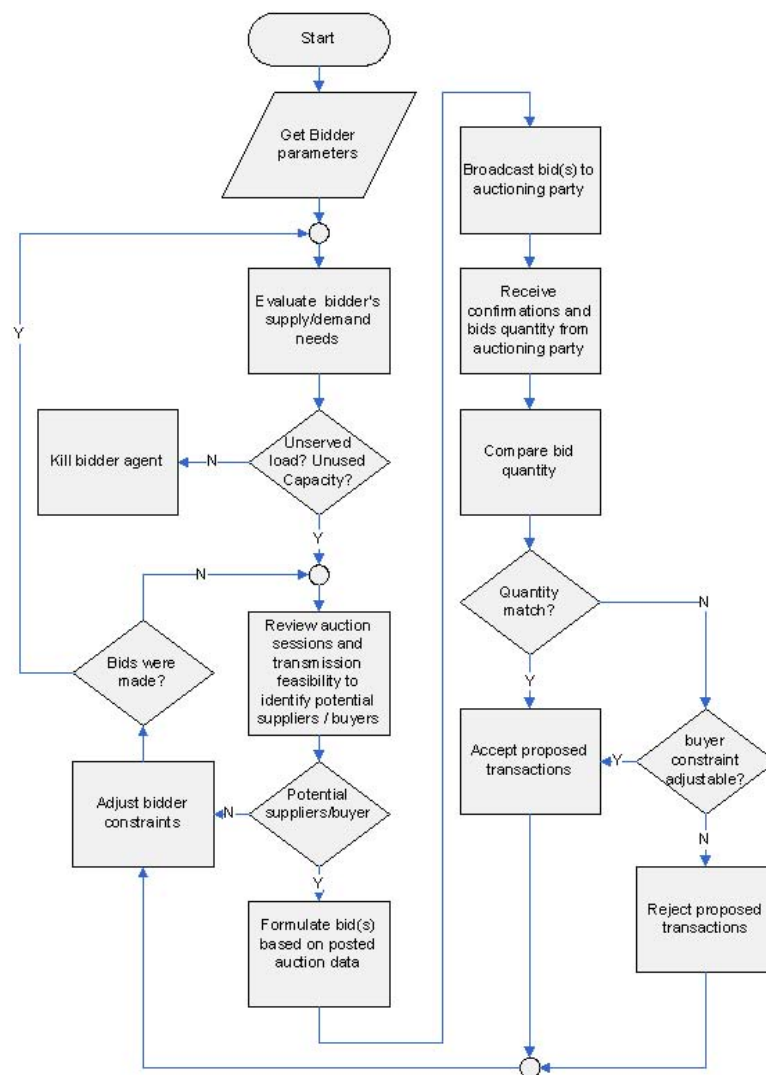 Start
Get Bidder
parameters
Evaluate bidder's
supply/demand
needs
Unserved
load? Unused
Capacity?
N
Kill bidder agent
Y
Y
N
Review auction
sessions and
transmission
feasibility to
identify potential
suppliers / buyers
Bids were
made?
Potential
suppliers/buyer
N
Adjust bidder
constraints
Y
Formulate bid(s)
based on posted
auction data
Broadcast bid(s) to
auctioning party
Receive
confirmations and
bids quantity from
auctioning party
Compare bid
quantity
Quantity
match?
N
Y
Accept proposed
transactions
Y
buyer
constraint
adjustable?
N
Reject proposed
transactions